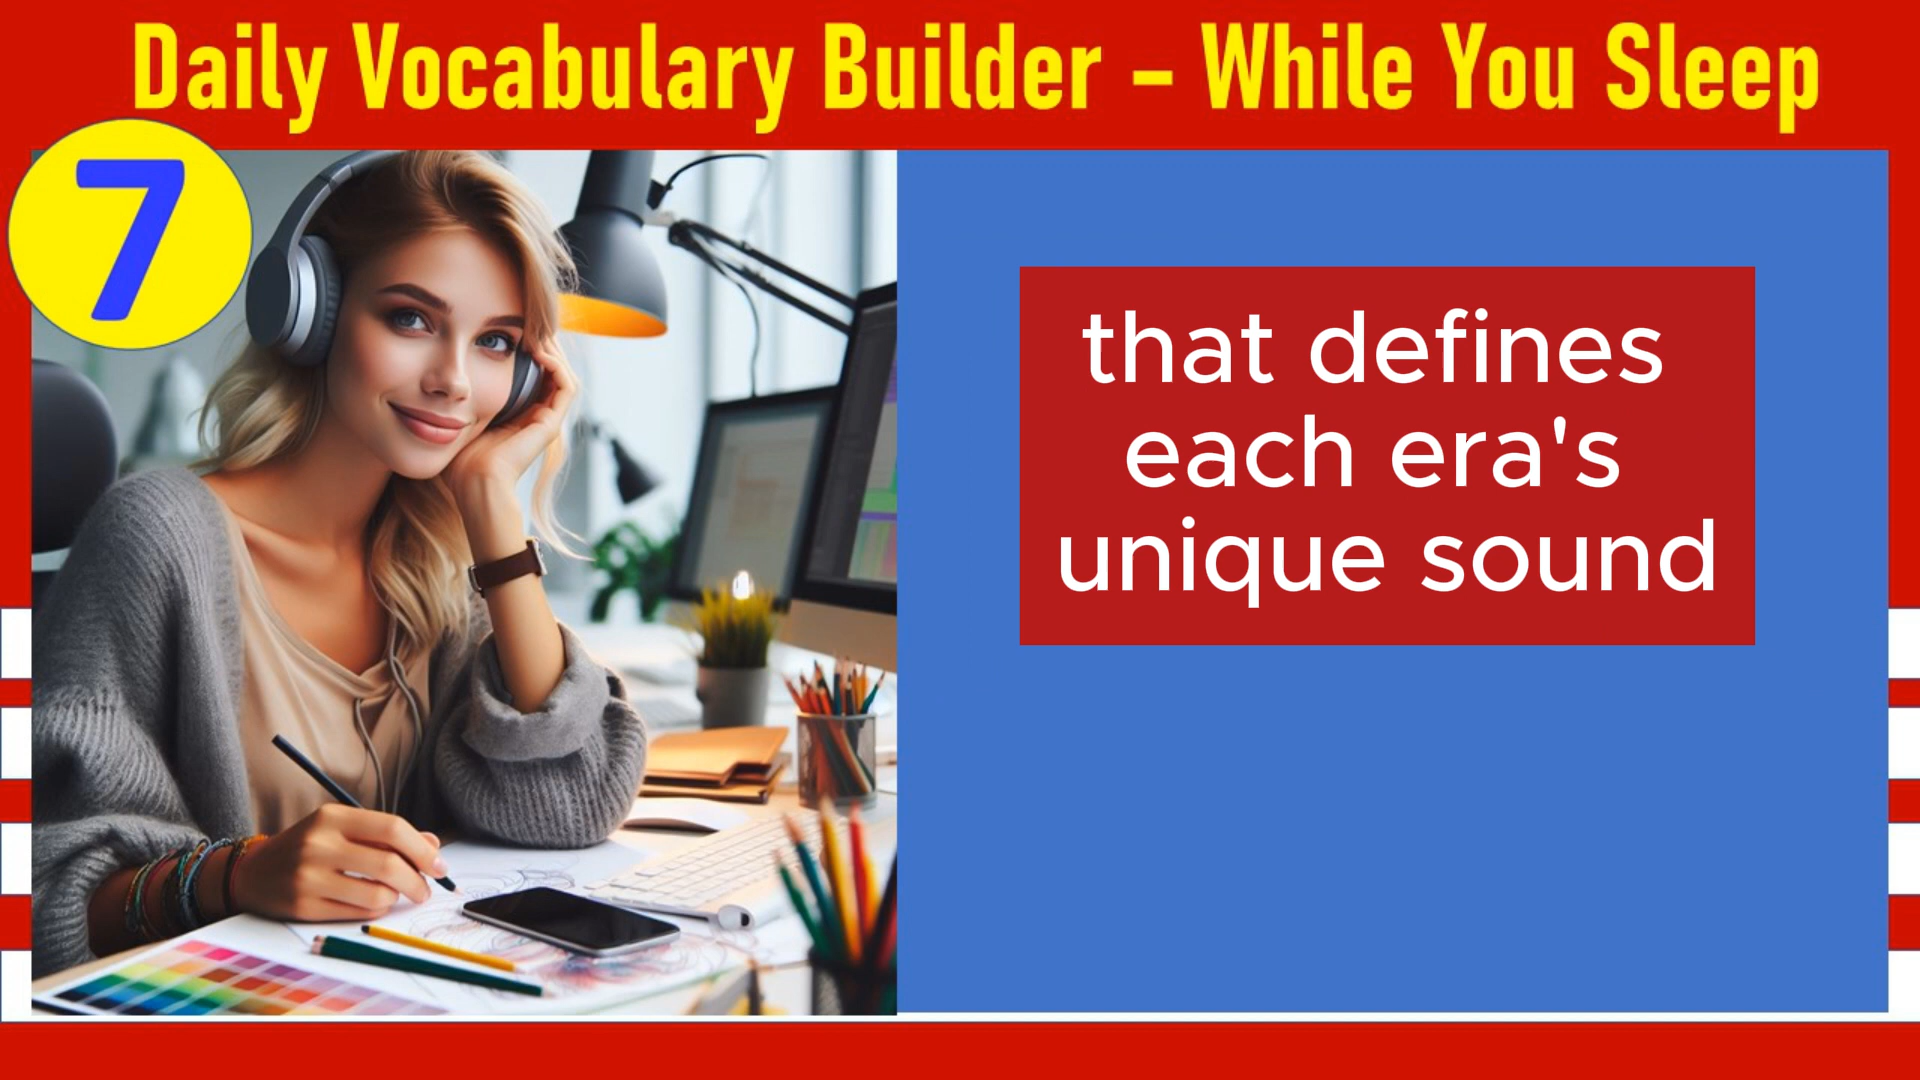 Daily Vocabulary Builder – While You Sleep
7
that defines
each era's
unique sound